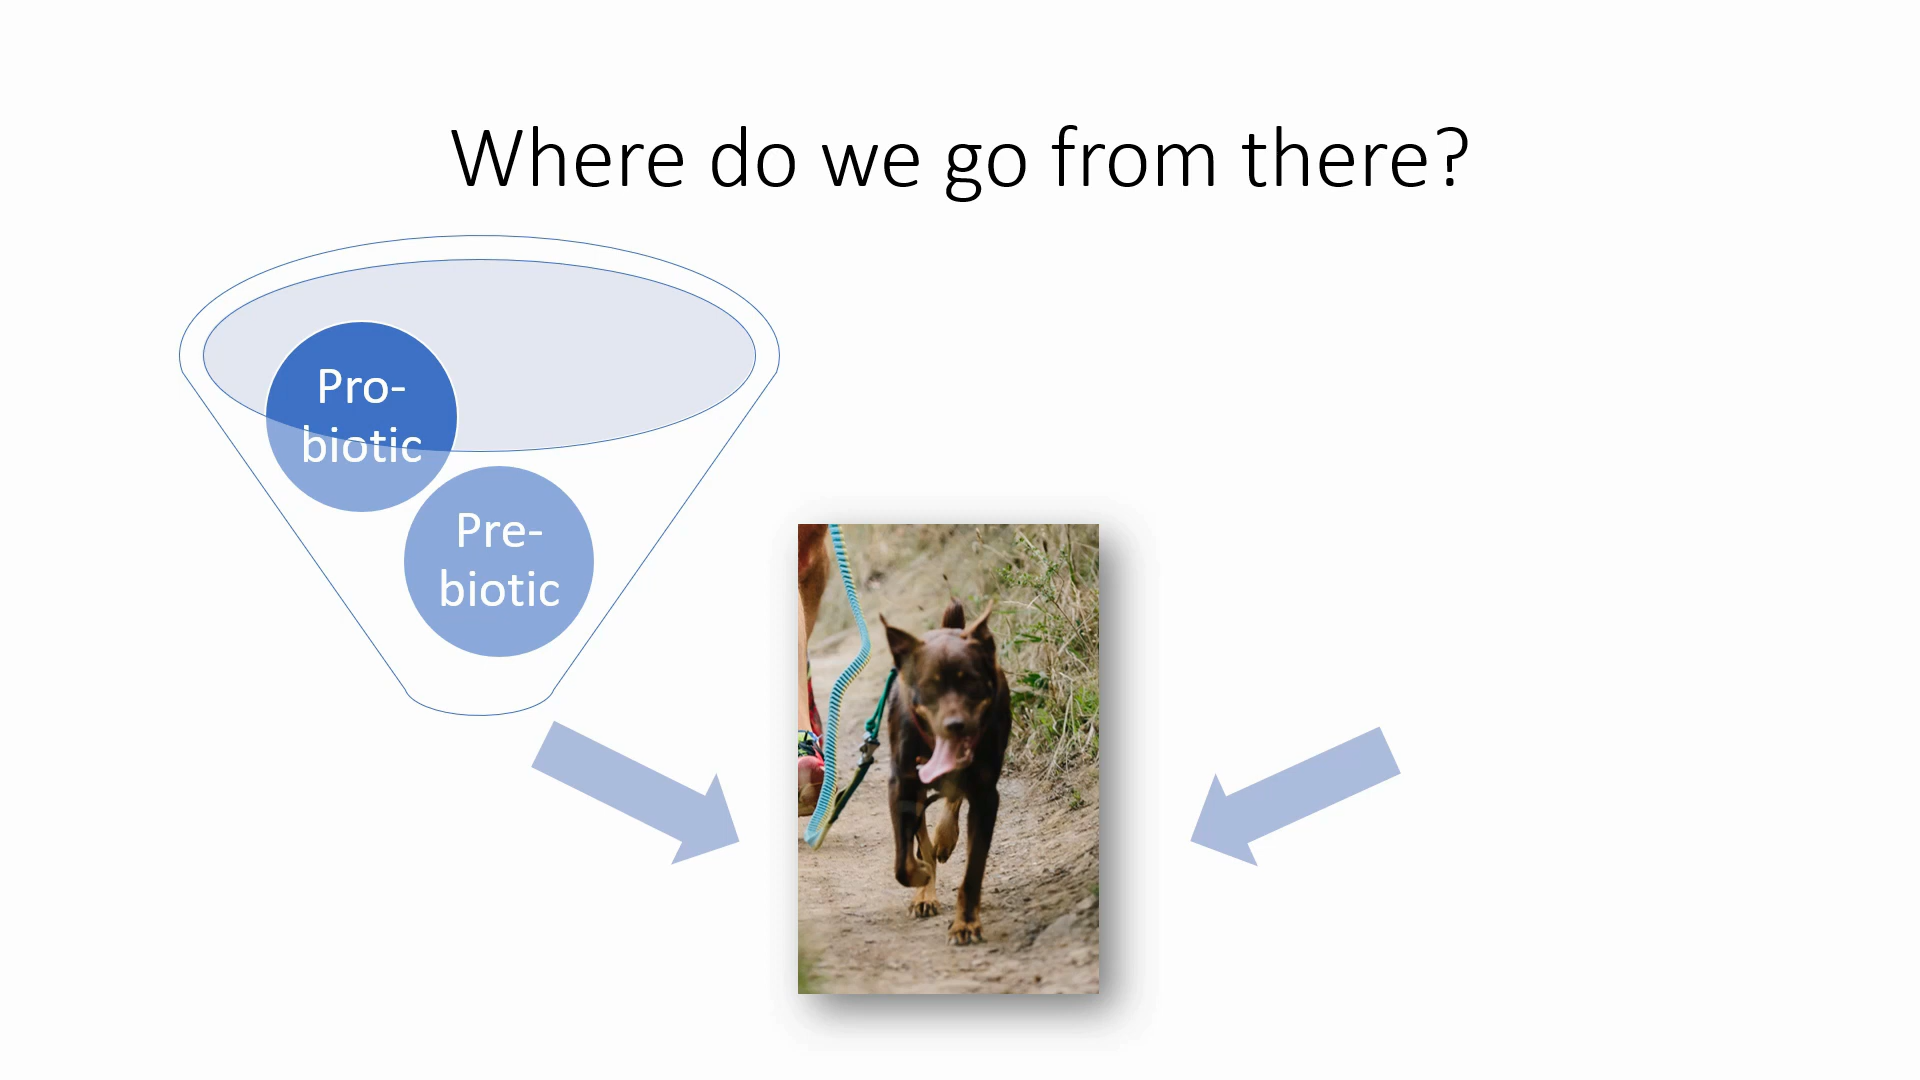 Where do we go from there?
Pro-
biotic
Pre-
biotic